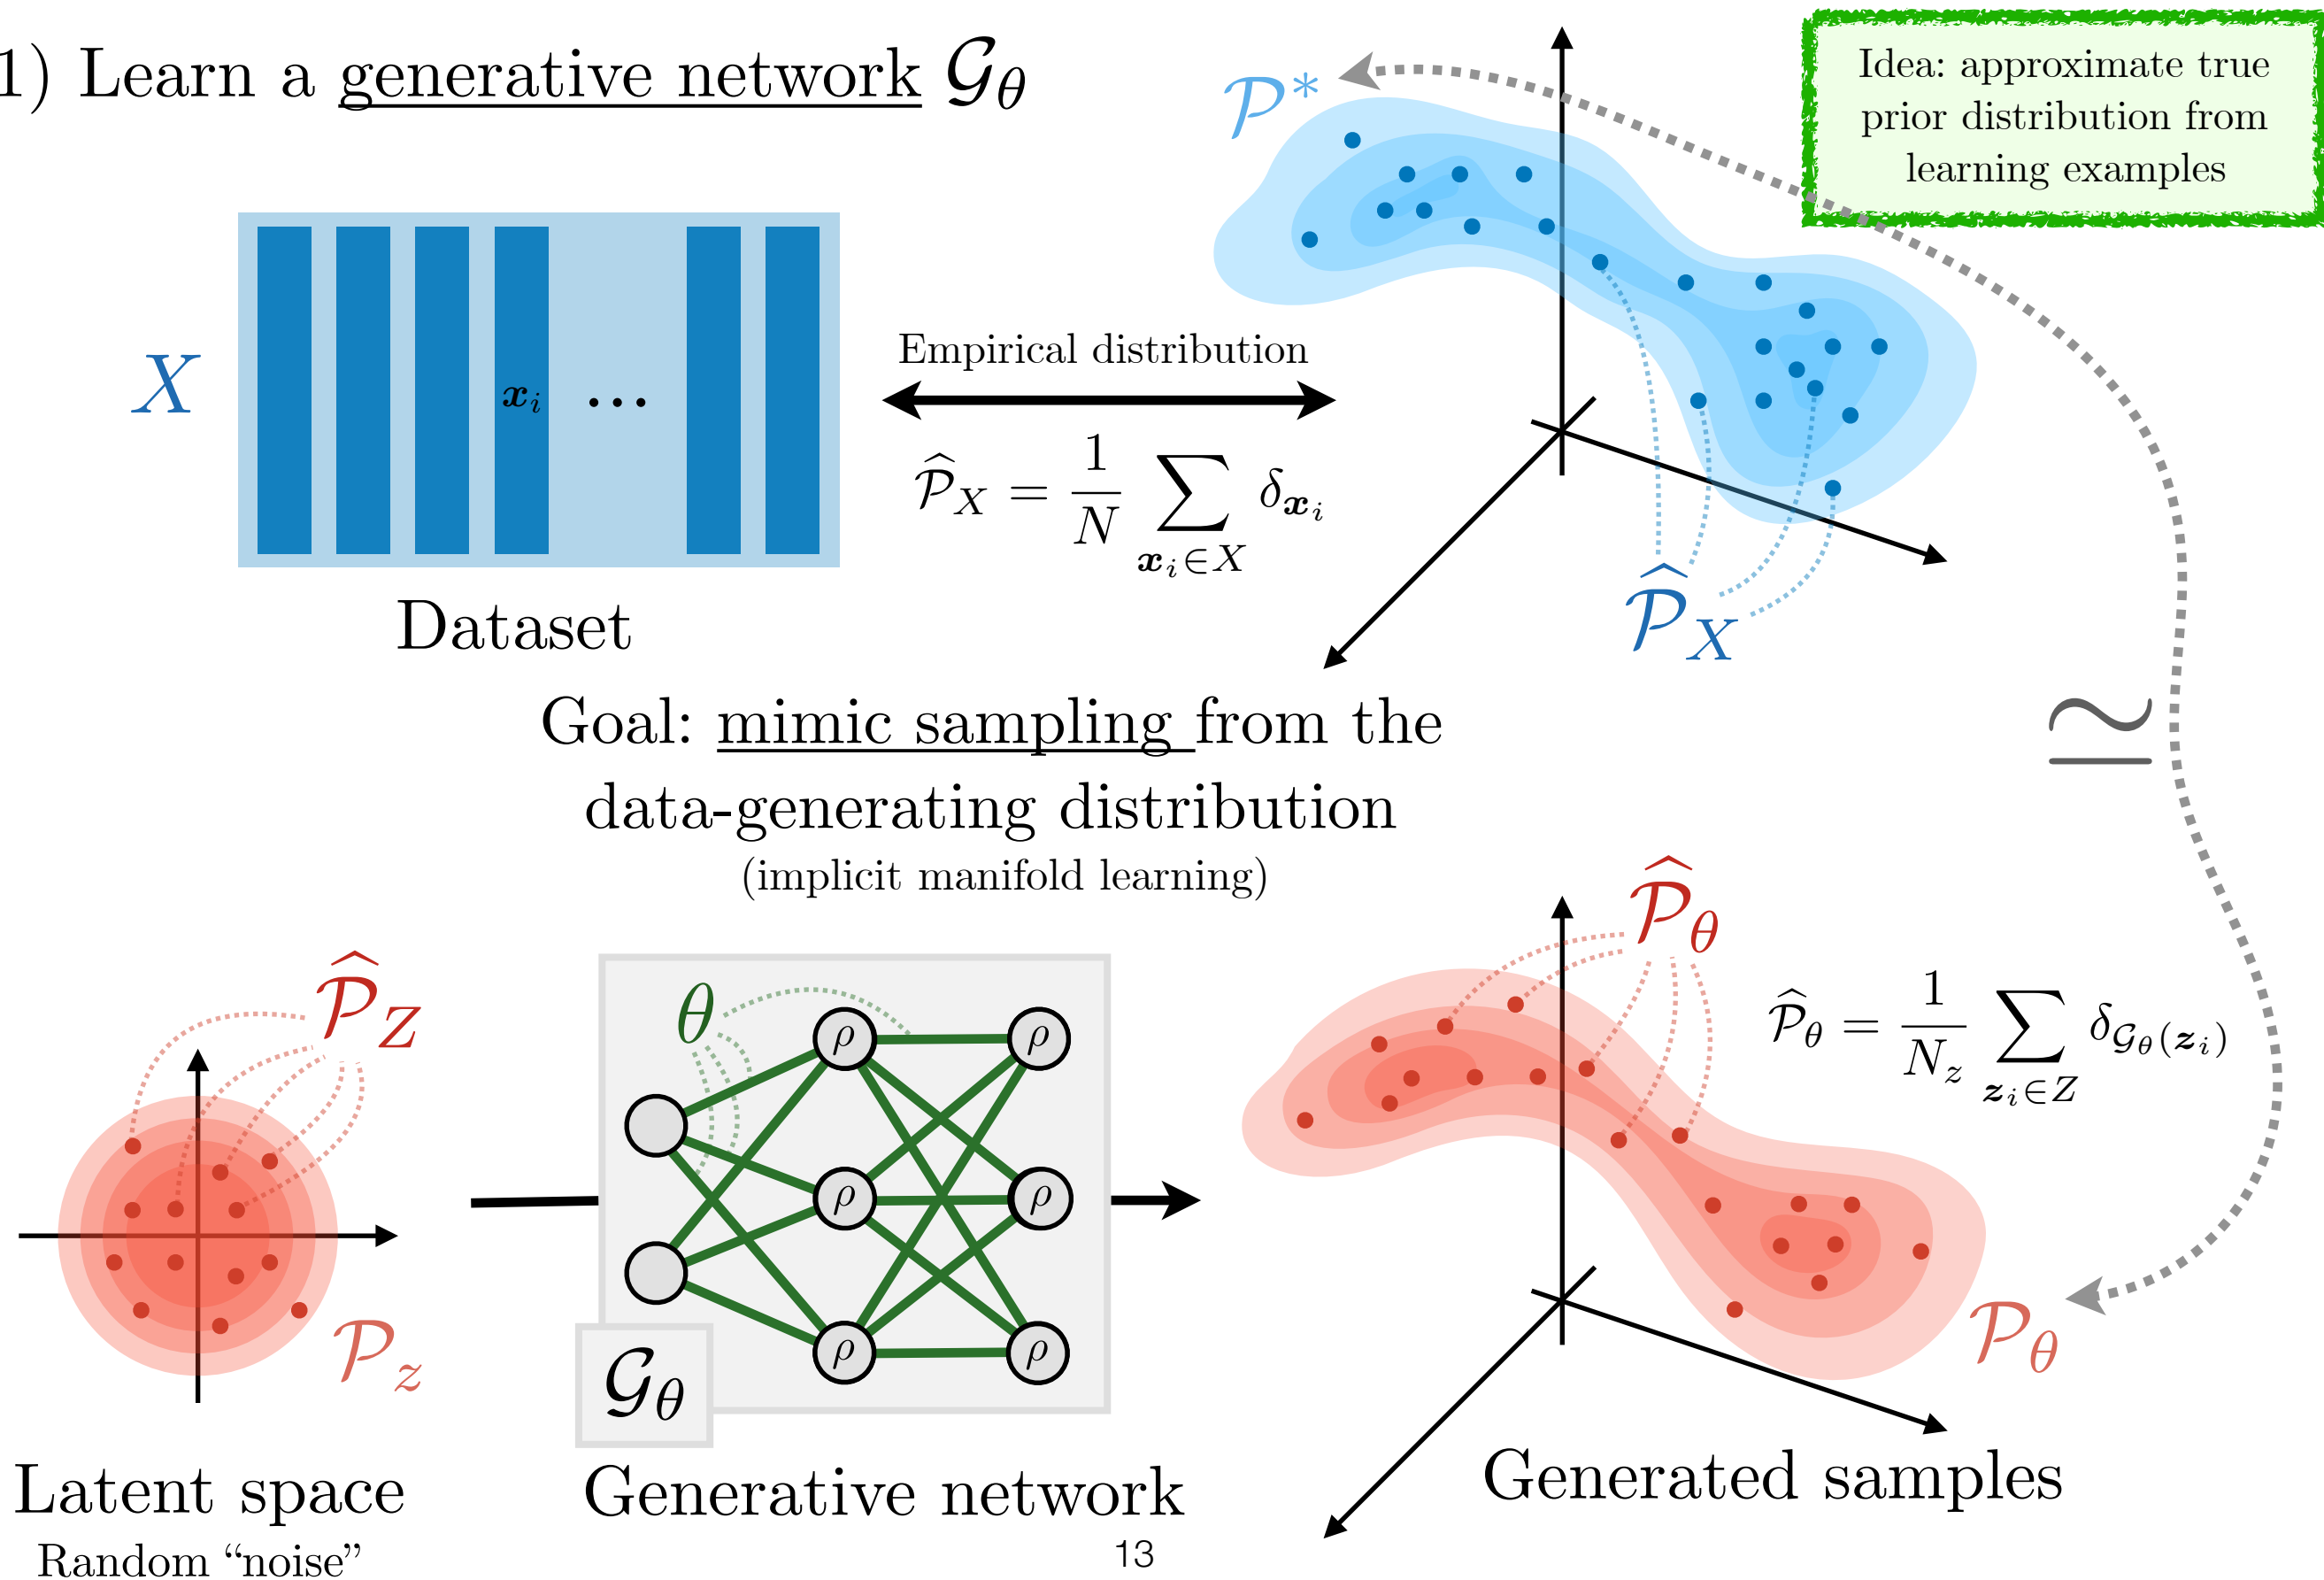 1) Learn a generative network 𝒢_θ
𝒫*
Idea: approximate true
prior distribution from
learning examples
X
𝒙_i
...
Empirical distribution
𝒫̂_X = 1/N ∑_{𝒙_i∈X} δ_{𝒙_i}
𝒫̂_X
Dataset
Goal: mimic sampling from the
data-generating distribution
(implicit manifold learning)
≃
𝒫̂_Z
θ
ρ ρ
ρ ρ
ρ ρ
𝒫̂_θ
𝒫̂_θ = 1/N_z ∑_{𝒛_i∈Z} δ_{𝒢_θ(𝒛_i)}
𝒫_z
𝒢_θ
𝒫_θ
Latent space
Random “noise”
Generative network
Generated samples
13